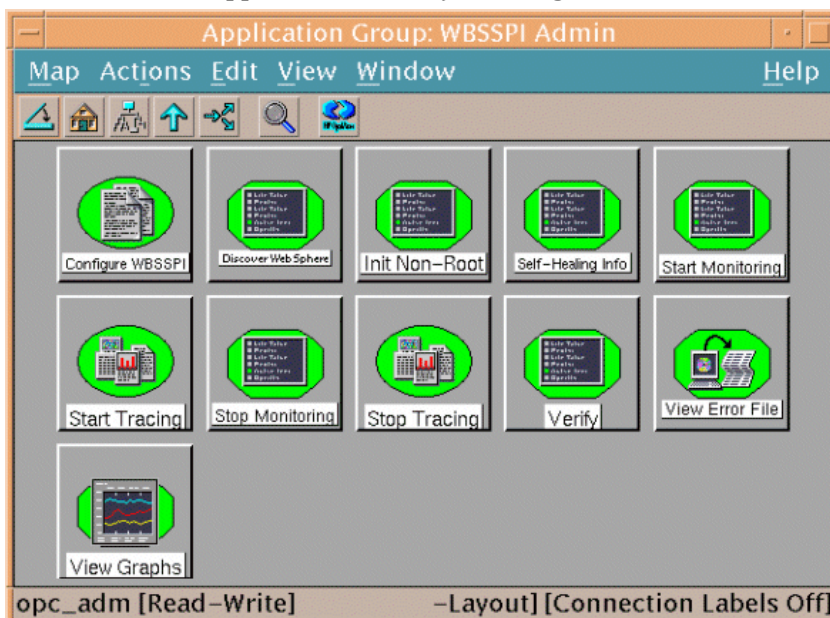 Application Group: WBSSPI Admin
Map Actions Edit View Window Help
Configure WBSSPI
Discover WebSphere
Init Non-Root
Self-Healing Info
Start Monitoring
Start Tracing
Stop Monitoring
Stop Tracing
Verify
View Error File
View Graphs
opc_adm [Read-Write] -Layout] [Connection Labels Off]